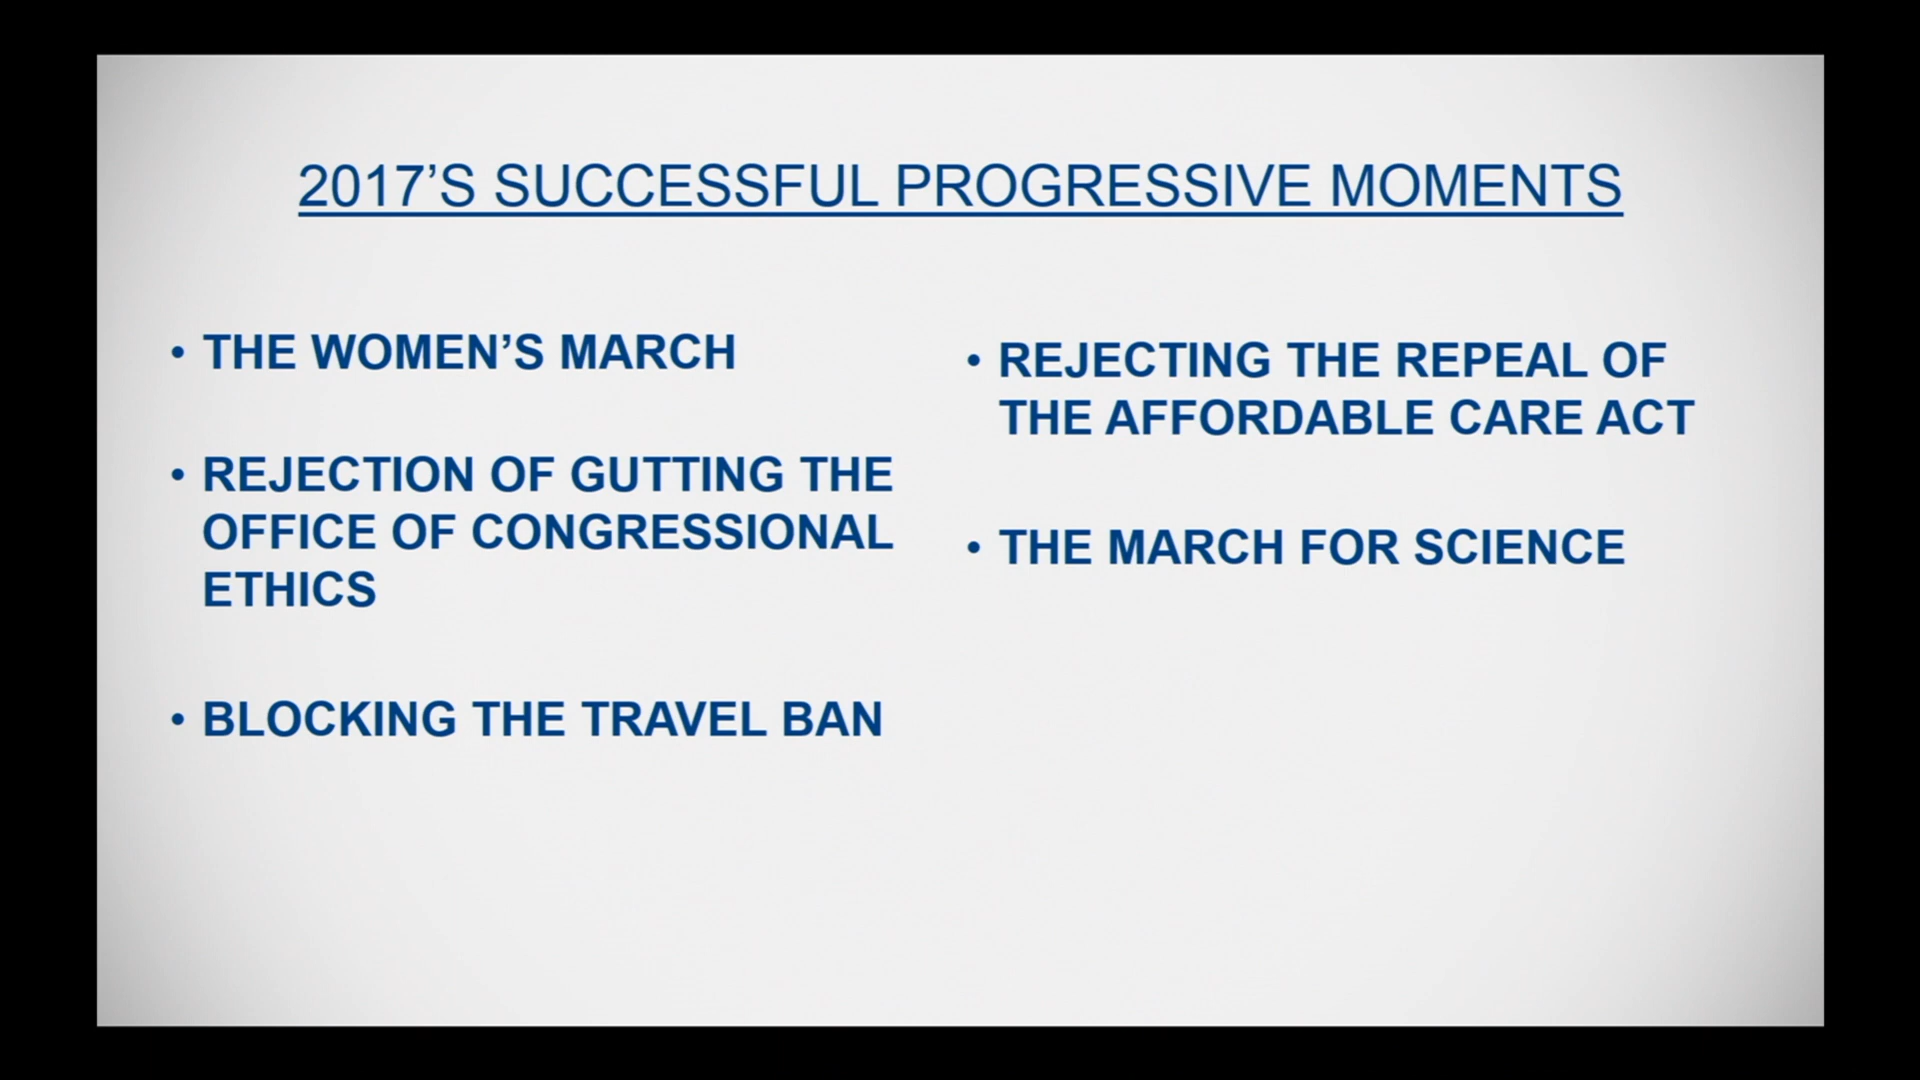 2017’S SUCCESSFUL PROGRESSIVE MOMENTS
• THE WOMEN’S MARCH
• REJECTION OF GUTTING THE
OFFICE OF CONGRESSIONAL
ETHICS
• BLOCKING THE TRAVEL BAN
• REJECTING THE REPEAL OF
THE AFFORDABLE CARE ACT
• THE MARCH FOR SCIENCE